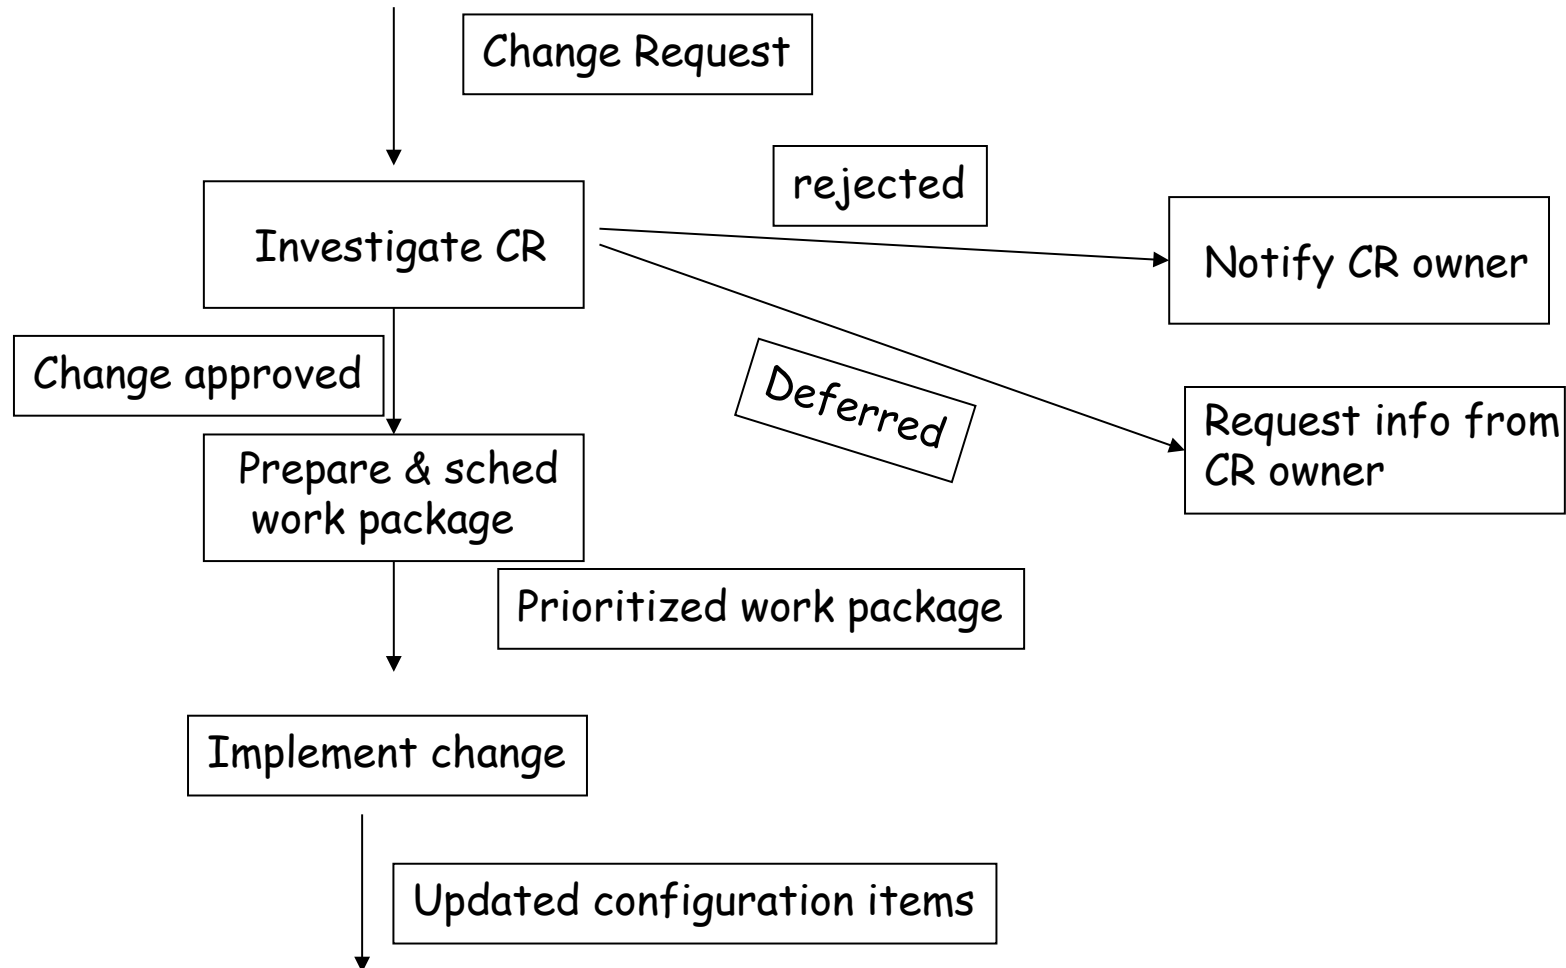 Change Request
rejected
Investigate CR
Notify CR owner
Change approved
Deferred
Request info from
CR owner
Prepare & sched
work package
Prioritized work package
Implement change
Updated configuration items